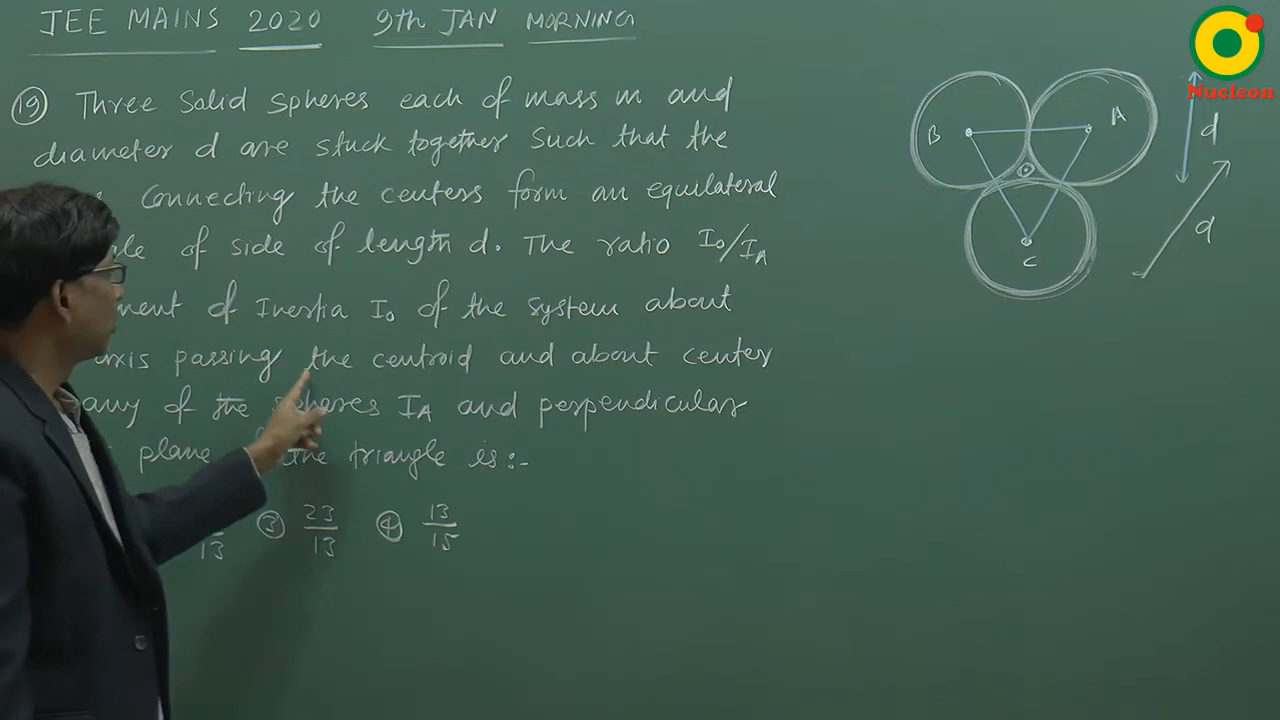 JEE MAINS 2020 9th JAN MORNING
Nucleon
(19) Three Solid spheres each of mass m and
diameter d are stuck together Such that the
Connecting the centers form an equilateral
of side of length d. The ratio I₀/I_A
of Inertia I₀ of the system about
axis passing the centroid and about center
any of the spheres I_A and perpendicular
plane the triangle is:-
13 (3) 23/13 (4) 13/15
B A
C
O
d
d